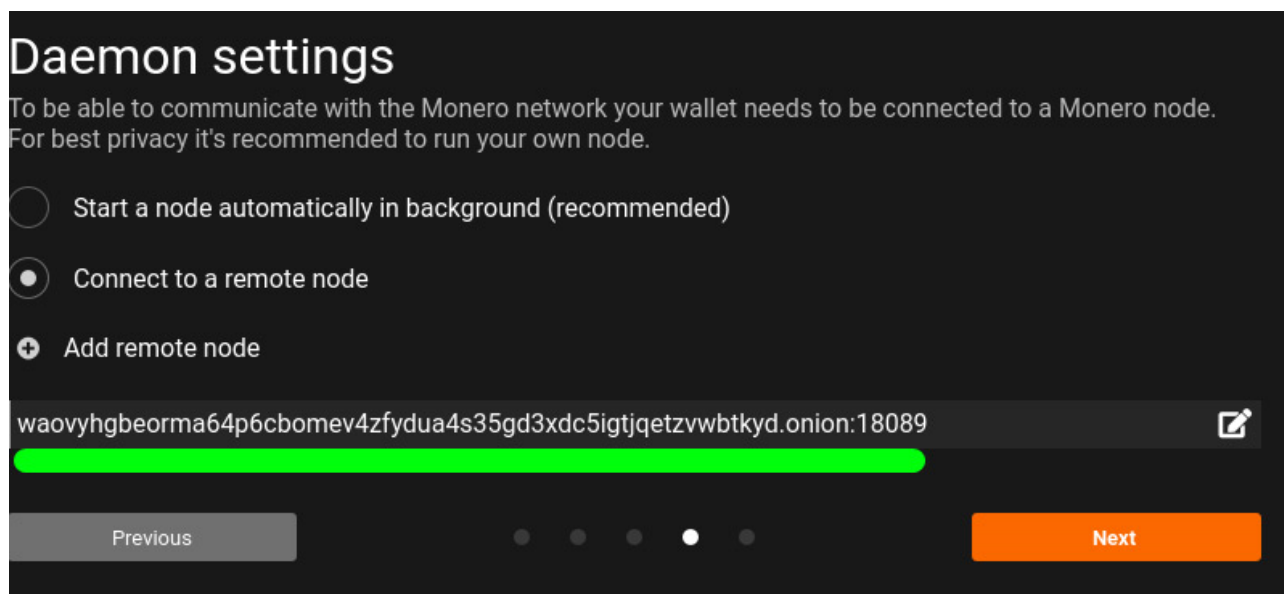 Daemon settings
To be able to communicate with the Monero network your wallet needs to be connected to a Monero node.
For best privacy it's recommended to run your own node.
Start a node automatically in background (recommended)
Connect to a remote node
Add remote node
waovyhgbeorma64p6cbomev4zfydua4s35gd3xdc5igtjqetzvwbtkyd.onion:18089
Previous
Next